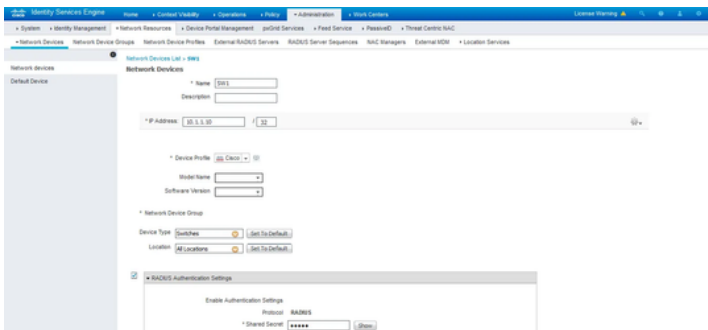 cisco Identity Services Engine Home Context Visibility Operations Policy Administration Work Centers License Warning
System Identity Management Network Resources Device Portal Management pxGrid Services Feed Service PassiveID Threat Centric NAC
Network Devices Network Device Groups Network Device Profiles External RADIUS Servers RADIUS Server Sequences NAC Managers External MDM Location Services
Network devices
Default Device
Network Devices List > SW1
Network Devices
* Name SW1
Description
* IP Address: 10.1.1.10 / 32
* Device Profile Cisco
Model Name
Software Version
* Network Device Group
Device Type Switches Set To Default
Location All Locations Set To Default
RADIUS Authentication Settings
Enable Authentication Settings
Protocol RADIUS
* Shared Secret ••••• Show